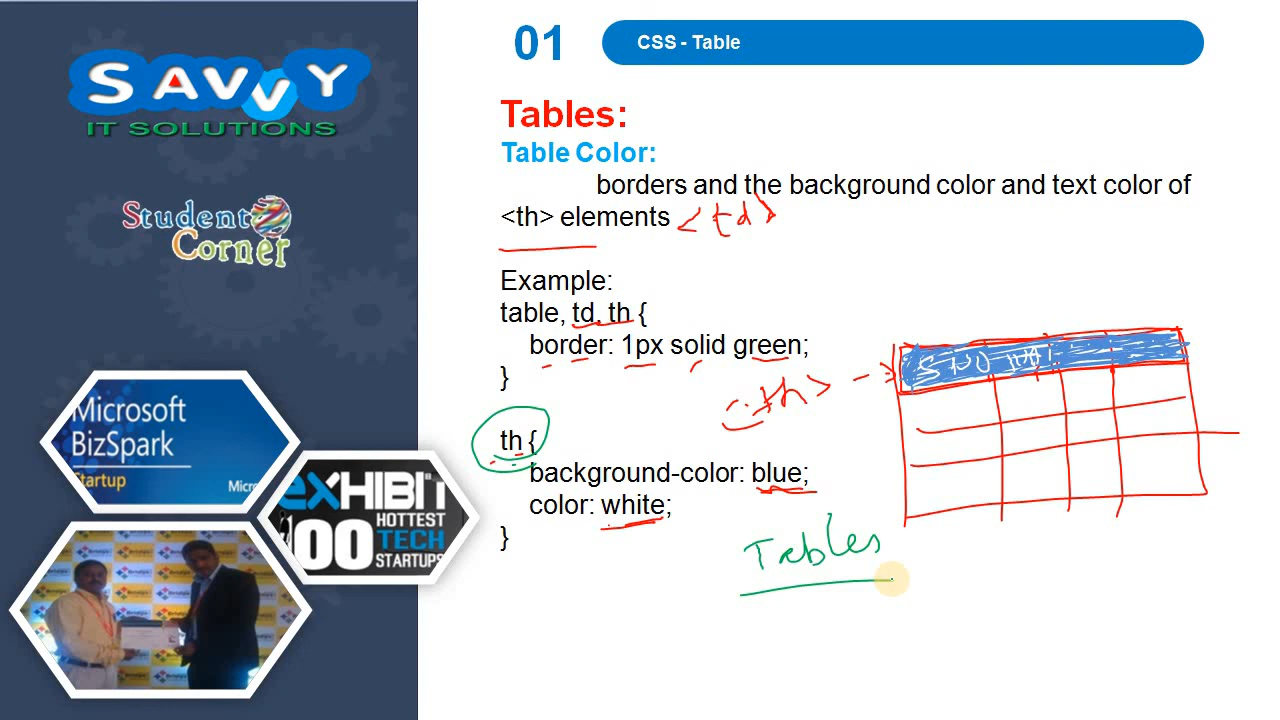 SAVVY
IT SOLUTIONS
Student
Corner
Microsoft
BizSpark
Startup
Micro
EXHIBIT
100
HOTTEST
TECH
STARTUPS
01
CSS - Table
Tables:
Table Color:
borders and the background color and text color of
<th> elements <td>
Example:
table, td, th {
border: 1px solid green;
}
<th>
th {
background-color: blue;
color: white;
}
Tables